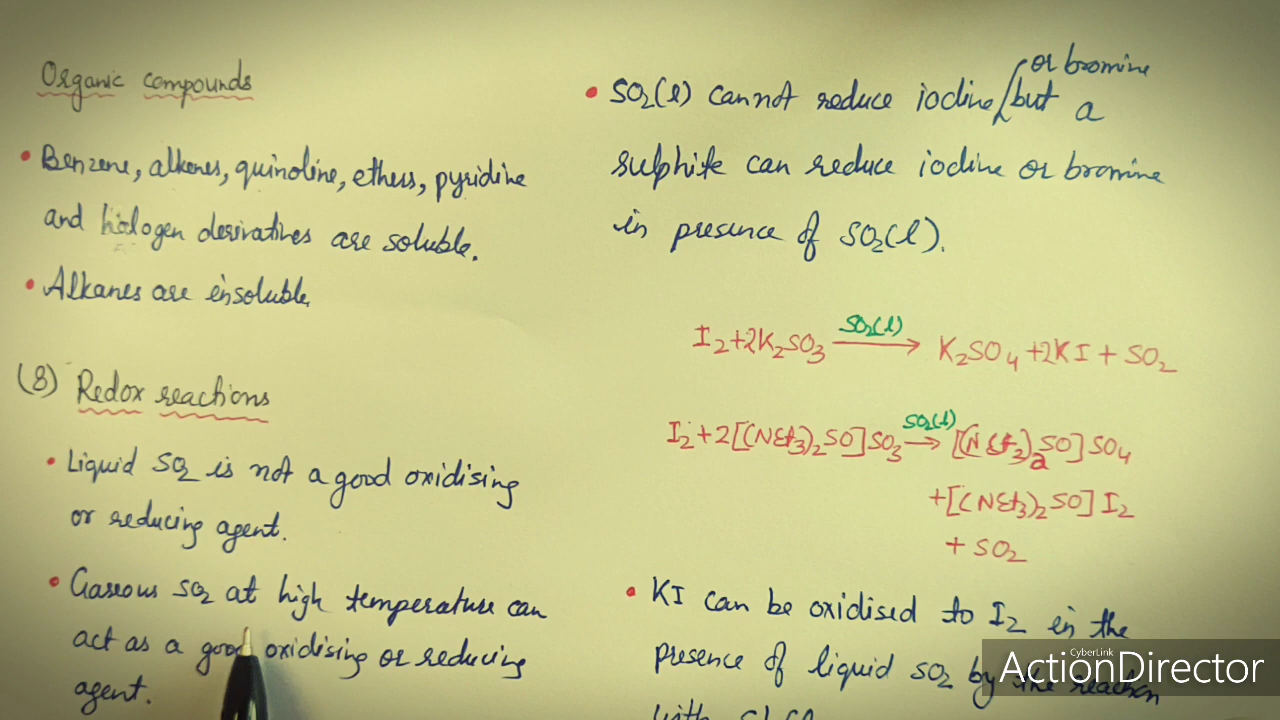 Organic compounds
• Benzene, alkenes, quinoline, ethers, pyridine
and halogen derivatives are soluble.
• Alkanes are insoluble.
(8) Redox reactions
• Liquid SO2 is not a good oxidising
or reducing agent.
• Gaseous SO2 at high temperature can
act as a good oxidising or reducing
agent.
or bromine
• SO2(l) cannot reduce iodine/but a
sulphite can reduce iodine or bromine
in presence of SO2(l).
SO2(l)
I2+2K2SO3 → K2SO4+2KI+SO2
SO2(l)
I2+2[(NEt3)2SO]SO3 → [(NEt3)2SO]SO4
+[(NEt3)2SO]I2
+ SO2
• KI can be oxidised to I2 in the
presence of liquid SO2 by the reaction
with
CyberLink
ActionDirector